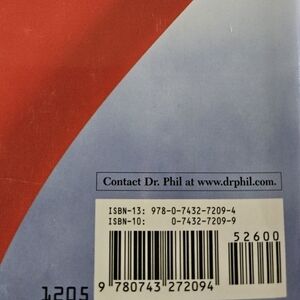 Contact Dr. Phil at www.drphil.com.
ISBN-13: 978-0-7432-7209-4
ISBN-10: 0-7432-7209-9
52600
9 780743 272094
1205